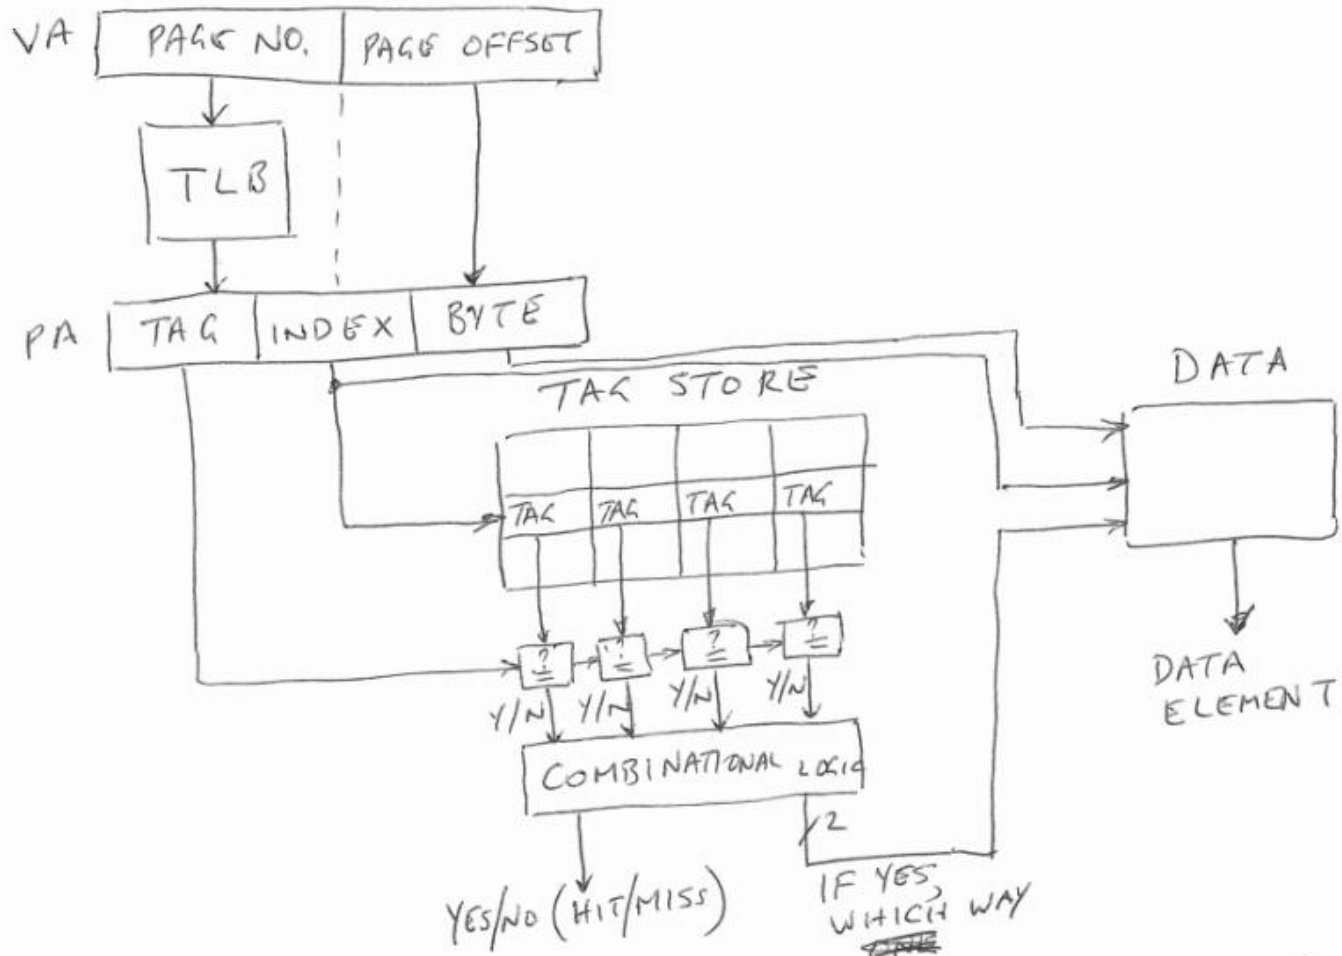 VA PAGE NO. PAGE OFFSET
TLB
PA TAG INDEX BYTE
TAG STORE
DATA
TAG TAG TAG TAG
? = ? = ? = ? =
Y/N Y/N Y/N Y/N
DATA
ELEMENT
COMBINATIONAL LOGIC
2
YES/NO (HIT/MISS)
IF YES,
WHICH WAY
ONE